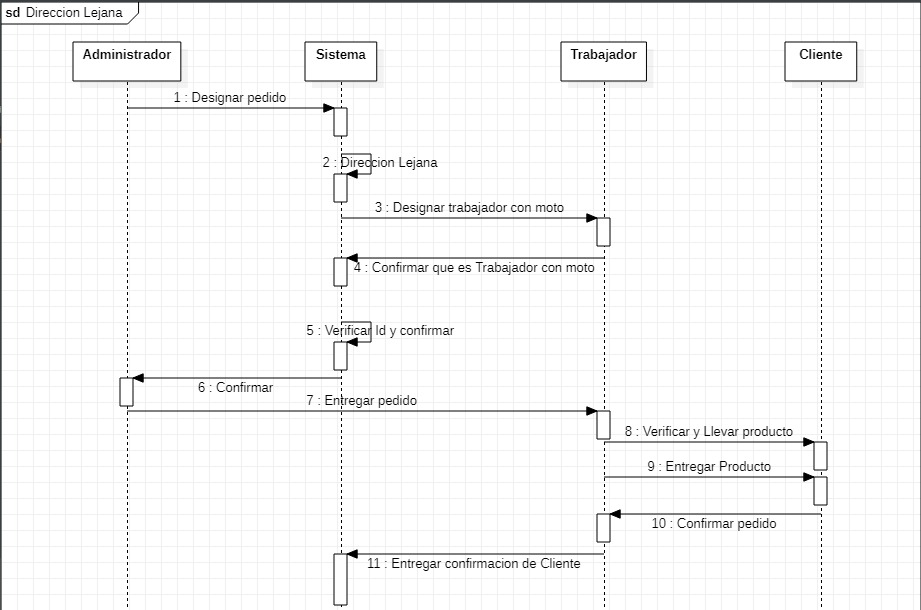 sd Direccion Lejana
Administrador
Sistema
Trabajador
Cliente
1 : Designar pedido
2 : Direccion Lejana
3 : Designar trabajador con moto
4 : Confirmar que es Trabajador con moto
5 : Verificar Id y confirmar
6 : Confirmar
7 : Entregar pedido
8 : Verificar y Llevar producto
9 : Entregar Producto
10 : Confirmar pedido
11 : Entregar confirmacion de Cliente